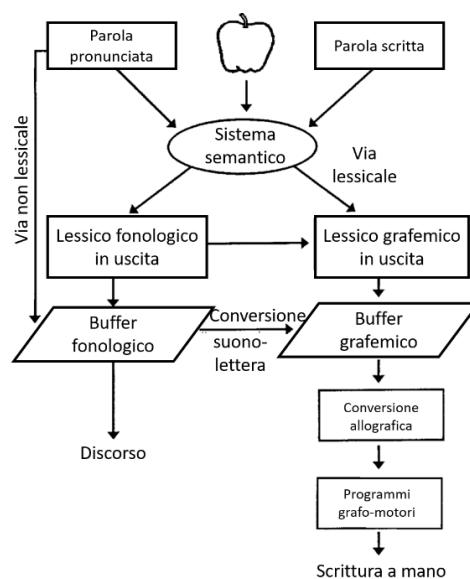 Parola
pronunciata
Parola
scritta
Sistema
semantico
Via
lessicale
Via non lessicale
Lessico fonologico
in uscita
Lessico grafemico
in uscita
Buffer
fonologico
Conversione
suono-
lettera
Buffer
grafemico
Conversione
allografica
Discorso
Programmi
grafo-motori
Scrittura a mano